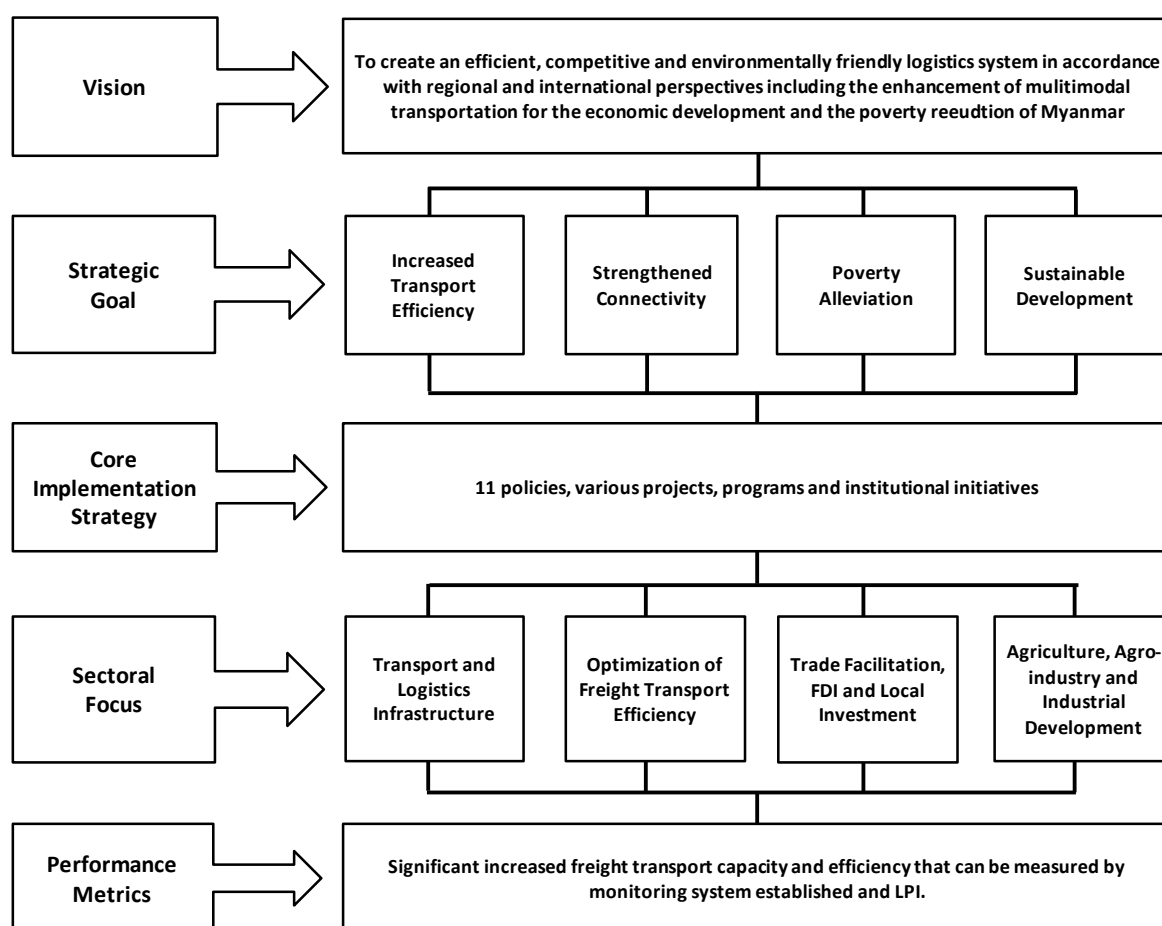 Vision
To create an efficient, competitive and environmentally friendly logistics system in accordance
with regional and international perspectives including the enhancement of mulitimodal
transportation for the economic development and the poverty reeudtion of Myanmar
Strategic
Goal
Increased
Transport
Efficiency
Strengthened
Connectivity
Poverty
Alleviation
Sustainable
Development
Core
Implementation
Strategy
11 policies, various projects, programs and institutional initiatives
Sectoral
Focus
Transport and
Logistics
Infrastructure
Optimization of
Freight Transport
Efficiency
Trade Facilitation,
FDI and Local
Investment
Agriculture, Agro-
industry and
Industrial
Development
Performance
Metrics
Significant increased freight transport capacity and efficiency that can be measured by
monitoring system established and LPI.